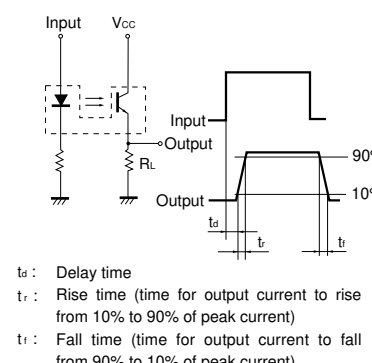 Input Vcc
Input
Output
RL
90%
10%
Output
td
tr tf
td : Delay time
tr : Rise time (time for output current to rise
from 10% to 90% of peak current)
tf : Fall time (time for output current to fall
from 90% to 10% of peak current)